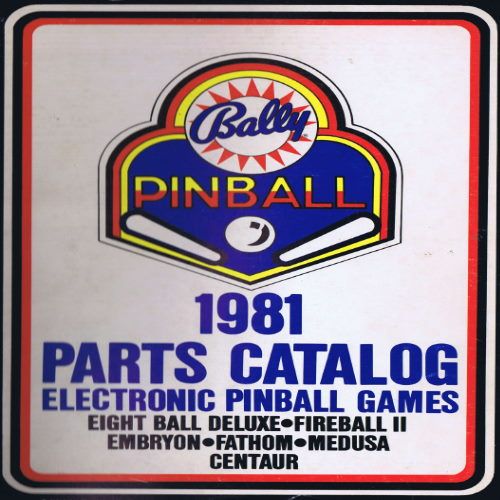 Bally
PINBALL
1981
PARTS CATALOG
ELECTRONIC PINBALL GAMES
EIGHT BALL DELUXE•FIREBALL II
EMBRYON•FATHOM•MEDUSA
CENTAUR